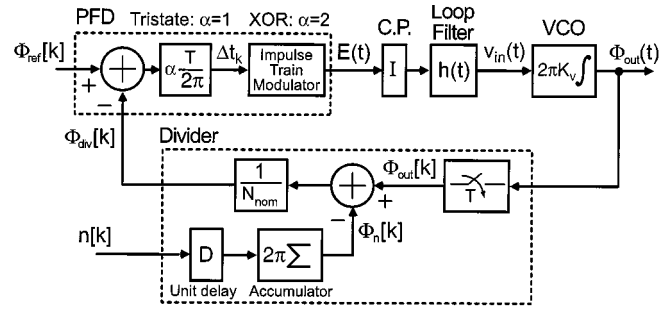 PFD Tristate: α=1 XOR: α=2
C.P.
Loop
Filter
VCO
Φref[k]
+
−
α T/2π
Δtk
Impulse
Train
Modulator
E(t)
I
h(t)
vin(t)
2πKv∫
Φout(t)
Φdiv[k]
Divider
1/Nnom
+
−
Φout[k]
T
Φn[k]
n[k]
D
2π∑
Unit delay
Accumulator